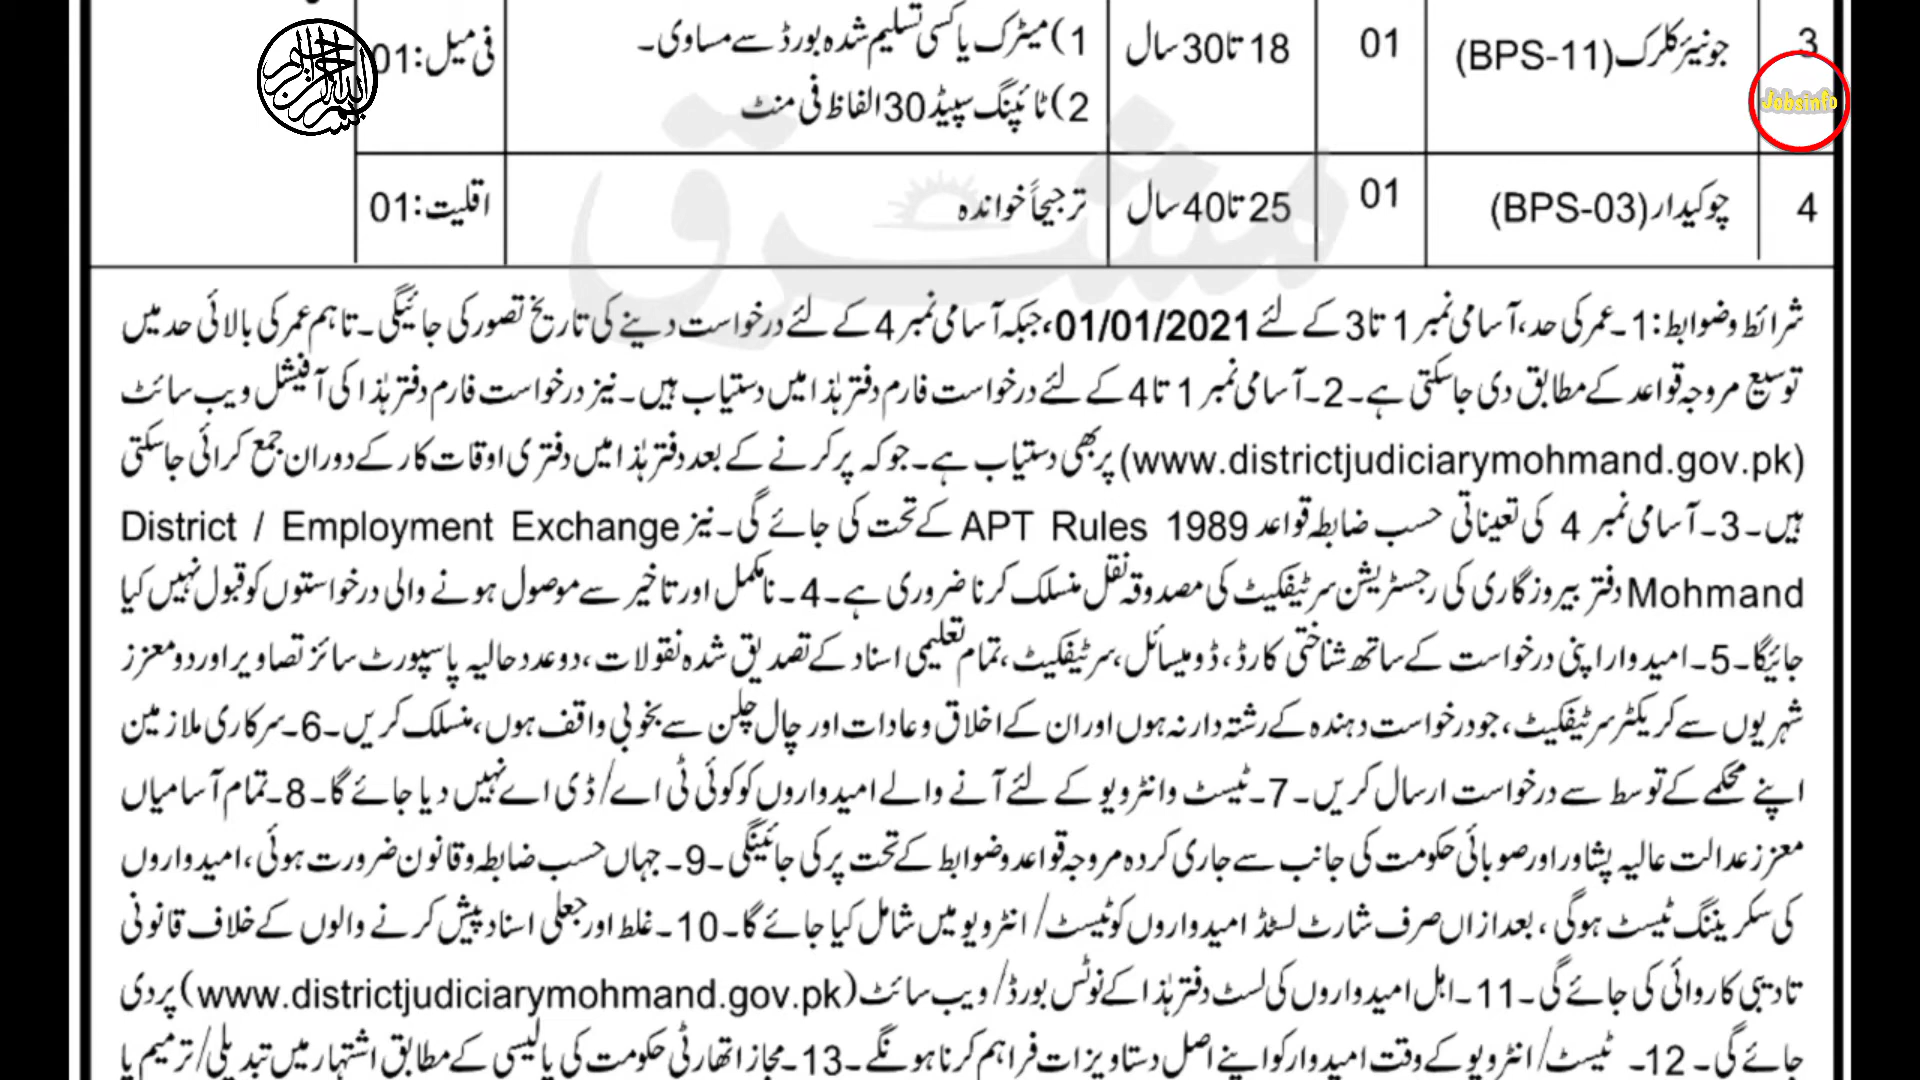 3 جونیئر کلرک (BPS-11) 01 18 تا 30 سال 1) میٹرک یا کسی تسلیم شدہ بورڈ سے مساوی۔ فی میل: 01
2) ٹائپنگ سپیڈ 30 الفاظ فی منٹ
Jobsinfo
4 چوکیدار (BPS-03) 01 25 تا 40 سال ترجیحاً خواندہ اقلیت: 01
مشرق
شرائط و ضوابط: 1۔ عمر کی حد، آسامی نمبر 1 تا 3 کے لئے 01/01/2021، جبکہ آسامی نمبر 4 کے لئے درخواست دینے کی تاریخ تصور کی جائیگی۔ تاہم عمر کی بالائی حد میں
توسیع مروجہ قواعد کے مطابق دی جاسکتی ہے۔ 2۔ آسامی نمبر 1 تا 4 کے لئے درخواست فارم دفتر ہٰذا میں دستیاب ہیں۔ نیز درخواست فارم دفتر ہٰذا کی آفیشل ویب سائٹ
(www.districtjudiciarymohmand.gov.pk) پر بھی دستیاب ہے۔ جو کہ پر کرنے کے بعد دفتر ہٰذا میں دفتری اوقات کار کے دوران جمع کرائی جاسکتی
ہیں۔ 3۔ آسامی نمبر 4 کی تعیناتی حسب ضابطہ قواعد APT Rules 1989 کے تحت کی جائے گی۔ نیز District / Employment Exchange
Mohmand دفتر بیروزگاری کی رجسٹریشن سرٹیفکیٹ کی مصدوقہ نقل منسلک کرنا ضروری ہے۔ 4۔ نامکمل اور تاخیر سے موصول ہونے والی درخواستوں کو قبول نہیں کیا
جائیگا۔ 5۔ امیدوار اپنی درخواست کے ساتھ شناختی کارڈ، ڈومیسائل، سرٹیفکیٹ، تمام تعلیمی اسناد کے تصدیق شدہ نقولات، دو عدد حالیہ پاسپورٹ سائز تصاویر اور دو معزز
شہریوں سے کریکٹر سرٹیفکیٹ، جو درخواست دہندہ کے رشتہ دار نہ ہوں اور ان کے اخلاق و عادات اور چال چلن سے بخوبی واقف ہوں، منسلک کریں۔ 6۔ سرکاری ملازمین
اپنے محکمے کے توسط سے درخواست ارسال کریں۔ 7۔ ٹیسٹ و انٹرویو کے لئے آنے والے امیدواروں کو کوئی ٹی اے/ ڈی اے نہیں دیا جائے گا۔ 8۔ تمام آسامیاں
معزز عدالت عالیہ پشاور اور صوبائی حکومت کی جانب سے جاری کردہ مروجہ قواعد و ضوابط کے تحت پر کی جائینگی۔ 9۔ جہاں حسب ضابطہ و قانون ضرورت ہوئی، امیدواروں
کی سکریننگ ٹیسٹ ہوگی، بعد ازاں صرف شارٹ لسٹڈ امیدواروں کو ٹیسٹ/ انٹرویو میں شامل کیا جائے گا۔ 10۔ غلط اور جعلی اسناد پیش کرنے والوں کے خلاف قانونی
تادیبی کاروائی کی جائے گی۔ 11۔ اہل امیدواروں کی لسٹ دفتر ہٰذا کے نوٹس بورڈ/ ویب سائٹ (www.districtjudiciarymohmand.gov.pk) پر دی
جائے گی۔ 12۔ ٹیسٹ/ انٹرویو کے وقت امیدوار کو اپنے اصل دستاویزات فراہم کرنا ہونگے۔ 13۔ مجاز اتھارٹی حکومت کی پالیسی کے مطابق اشتہار میں تبدیلی/ ترمیم یا